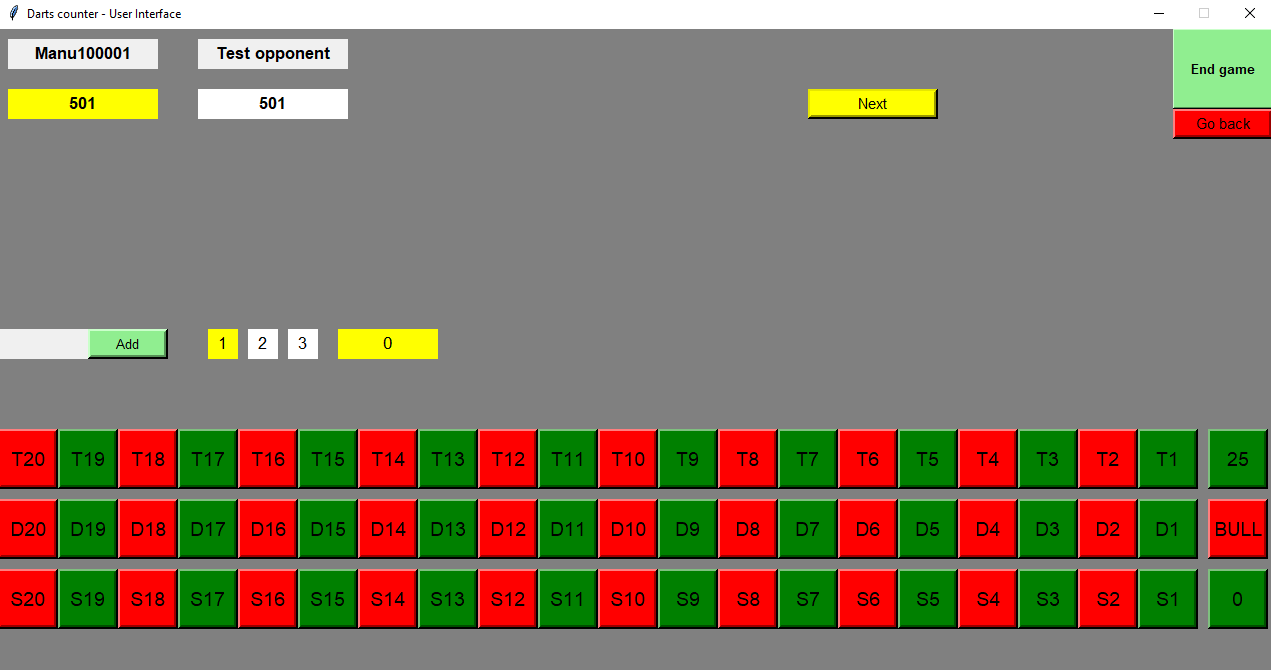 Darts counter - User Interface
Manu100001 Test opponent
End game
501 501 Next
Go back
Add 1 2 3 0
T20 T19 T18 T17 T16 T15 T14 T13 T12 T11 T10 T9 T8 T7 T6 T5 T4 T3 T2 T1 25
D20 D19 D18 D17 D16 D15 D14 D13 D12 D11 D10 D9 D8 D7 D6 D5 D4 D3 D2 D1 BULL
S20 S19 S18 S17 S16 S15 S14 S13 S12 S11 S10 S9 S8 S7 S6 S5 S4 S3 S2 S1 0